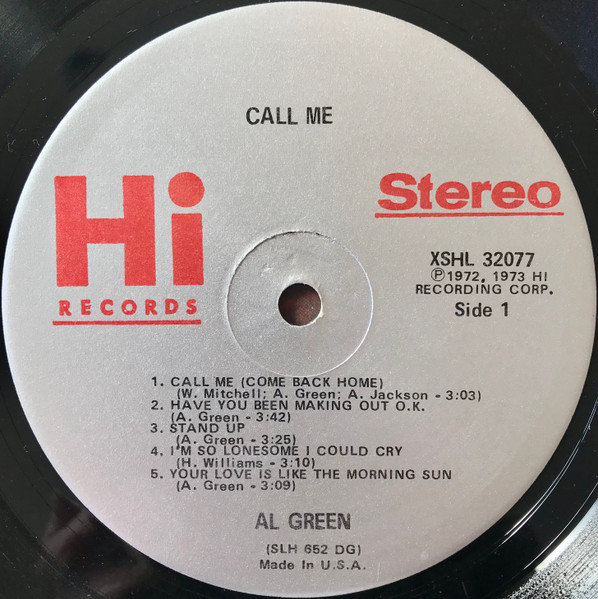 CALL ME
Hi
RECORDS
Stereo
XSHL 32077
Ⓟ1972, 1973 HI
RECORDING CORP.
Side 1
1. CALL ME (COME BACK HOME)
(W. Mitchell; A. Green; A. Jackson - 3:03)
2. HAVE YOU BEEN MAKING OUT O.K.
(A. Green - 3:42)
3. STAND UP
(A. Green - 3:25)
4. I'M SO LONESOME I COULD CRY
(H. Williams - 3:10)
5. YOUR LOVE IS LIKE THE MORNING SUN
(A. Green - 3:09)
AL GREEN
(SLH 652 DG)
Made In U.S.A.